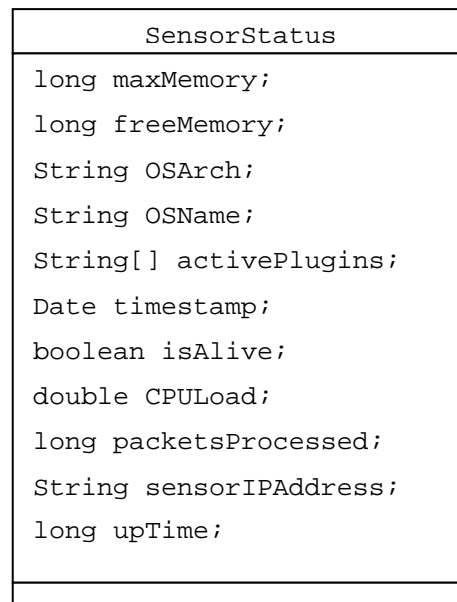 SensorStatus
long maxMemory;
long freeMemory;
String OSArch;
String OSName;
String[] activePlugins;
Date timestamp;
boolean isAlive;
double CPULoad;
long packetsProcessed;
String sensorIPAddress;
long upTime;